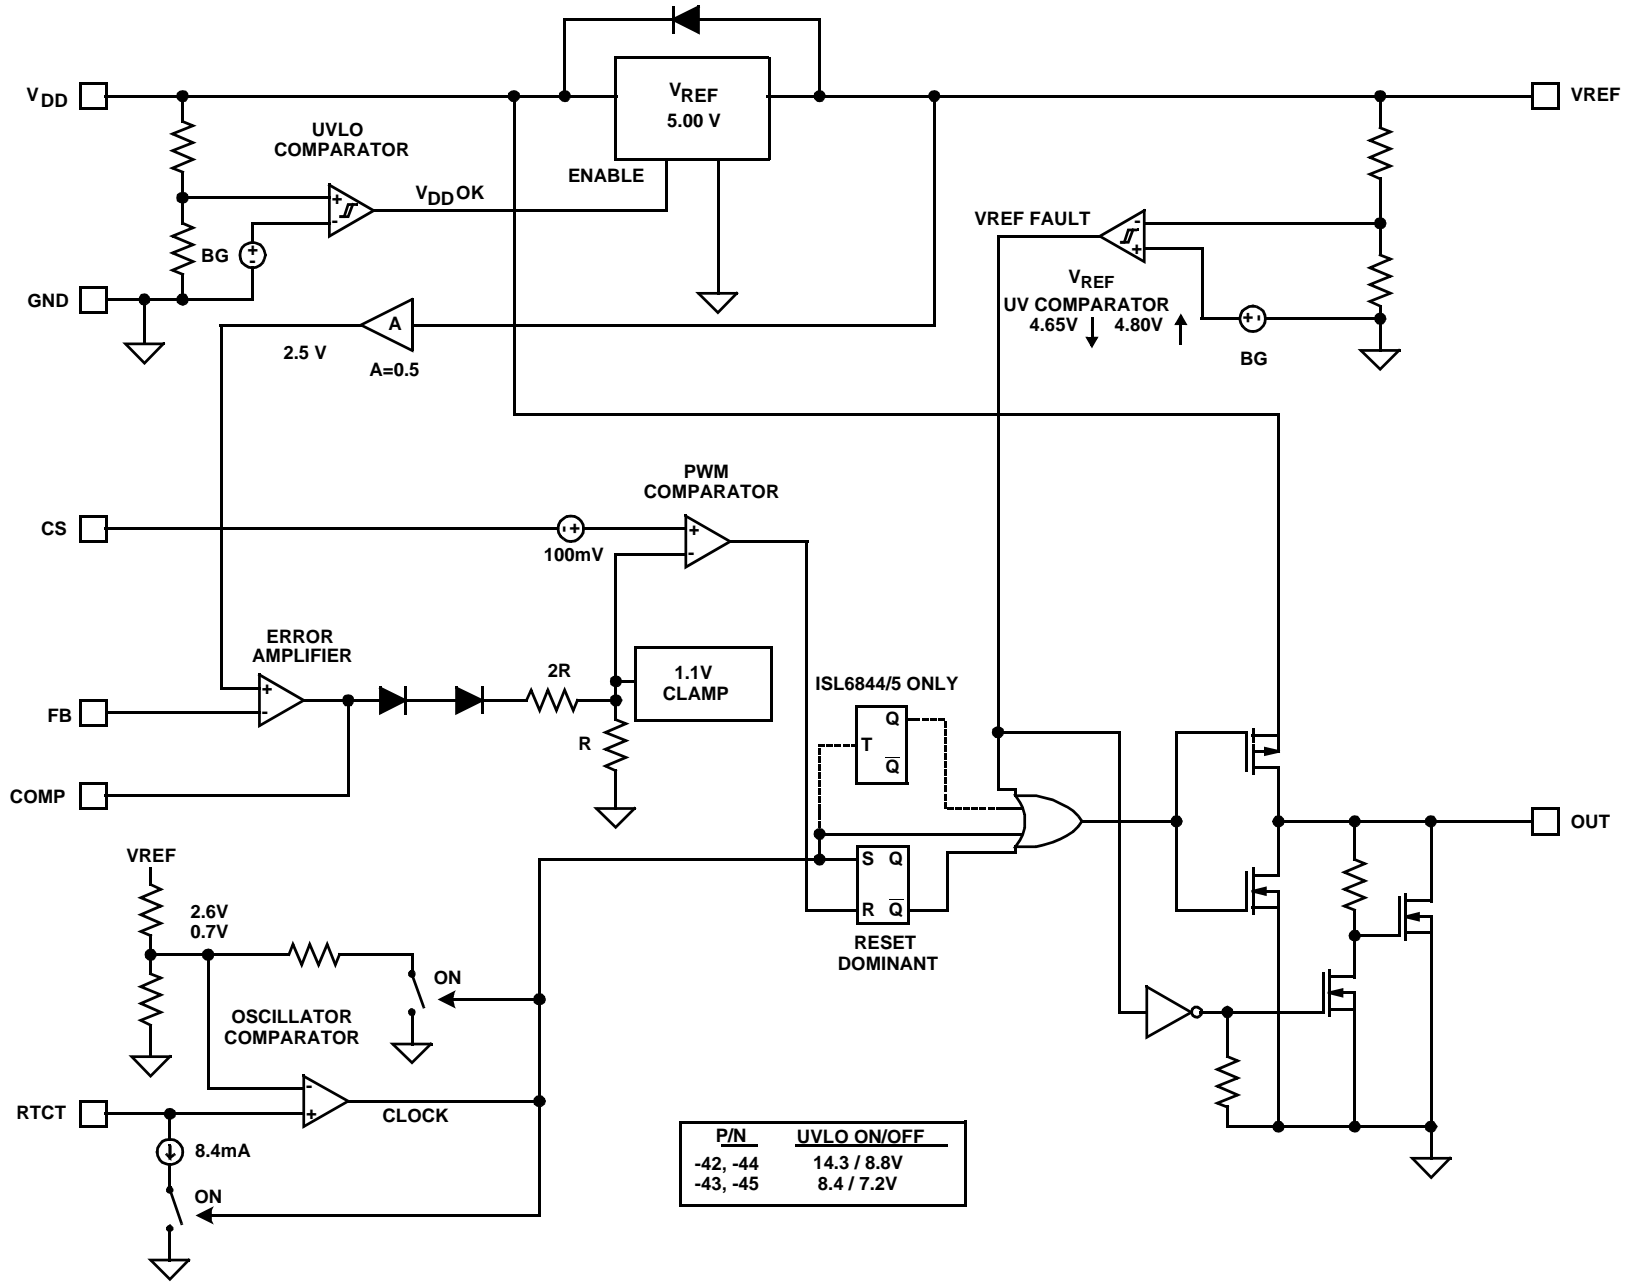 VDD
UVLO
COMPARATOR
VREF
5.00 V
VREF
ENABLE
VDDOK
+
-
BG
+
-
GND
VREF FAULT
-
+
VREF
UV COMPARATOR
4.65V 4.80V
+ -
BG
A
2.5 V
A=0.5
PWM
COMPARATOR
CS
- +
100mV
+
-
ERROR
AMPLIFIER
+
-
FB
2R
R
1.1V
CLAMP
COMP
ISL6844/5 ONLY
Q
T
Q
S Q
R Q
RESET
DOMINANT
OUT
VREF
2.6V
0.7V
ON
OSCILLATOR
COMPARATOR
-
+
RTCT
CLOCK
8.4mA
ON
P/N UVLO ON/OFF
-42, -44 14.3 / 8.8V
-43, -45 8.4 / 7.2V